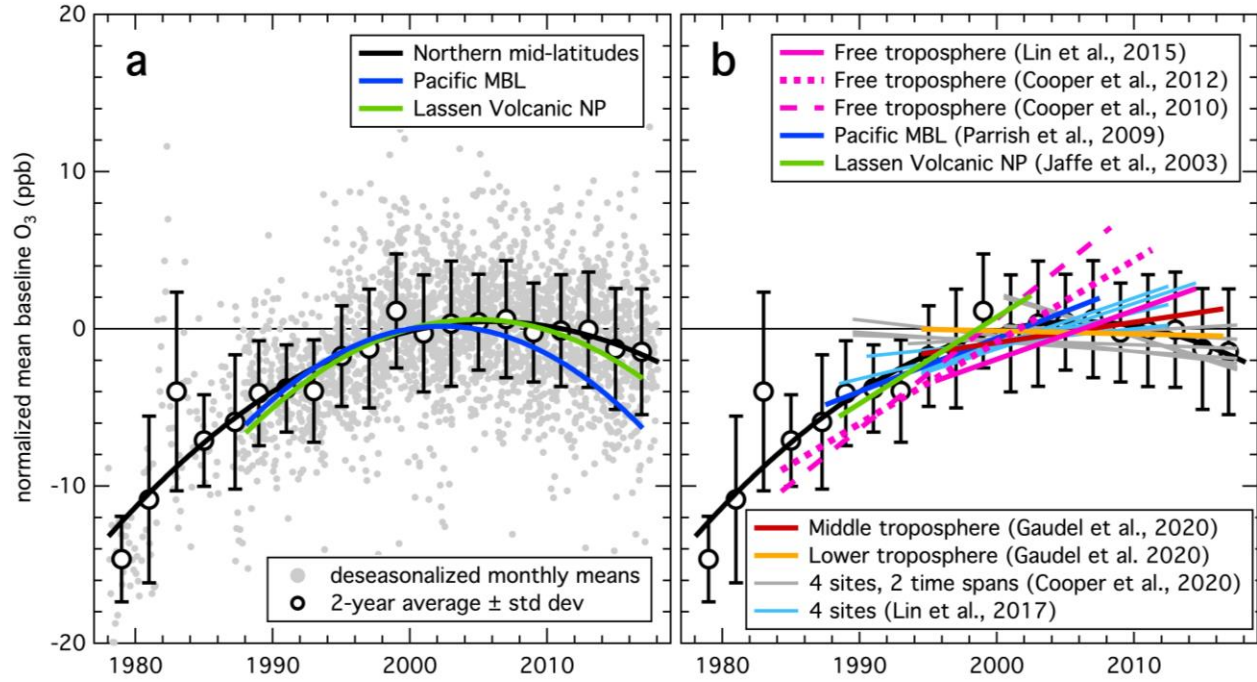 normalized mean baseline O₃ (ppb)
20
10
0
-10
-20
a
Northern mid-latitudes
Pacific MBL
Lassen Volcanic NP
deseasonalized monthly means
2-year average ± std dev
1980
1990
2000
2010
b
Free troposphere (Lin et al., 2015)
Free troposphere (Cooper et al., 2012)
Free troposphere (Cooper et al., 2010)
Pacific MBL (Parrish et al., 2009)
Lassen Volcanic NP (Jaffe et al., 2003)
Middle troposphere (Gaudel et al., 2020)
Lower troposphere (Gaudel et al. 2020)
4 sites, 2 time spans (Cooper et al., 2020)
4 sites (Lin et al., 2017)
1980
1990
2000
2010